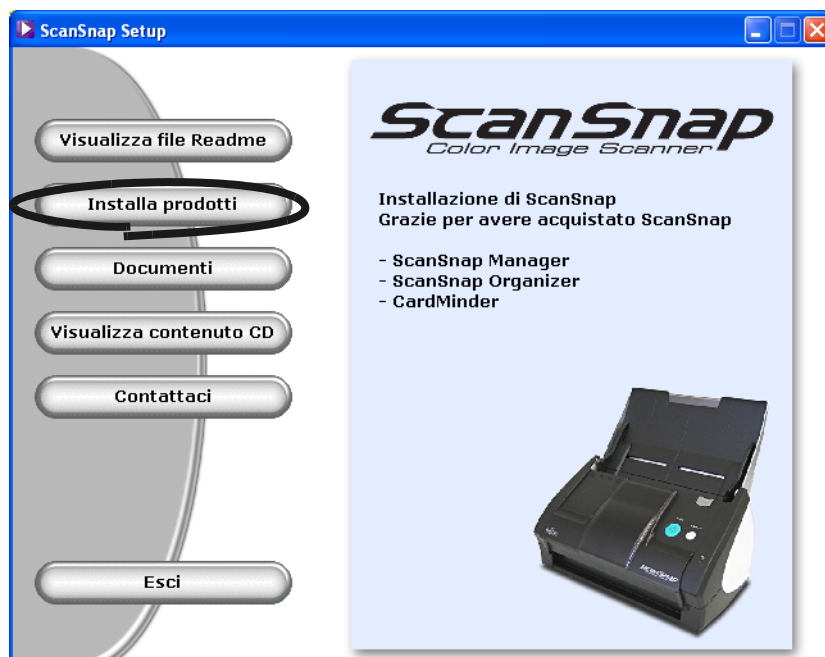 ScanSnap Setup
Visualizza file Readme
Installa prodotti
Documenti
Visualizza contenuto CD
Contattaci
Esci
ScanSnap
Color Image Scanner
Installazione di ScanSnap
Grazie per avere acquistato ScanSnap
- ScanSnap Manager
- ScanSnap Organizer
- CardMinder
ScanSnap